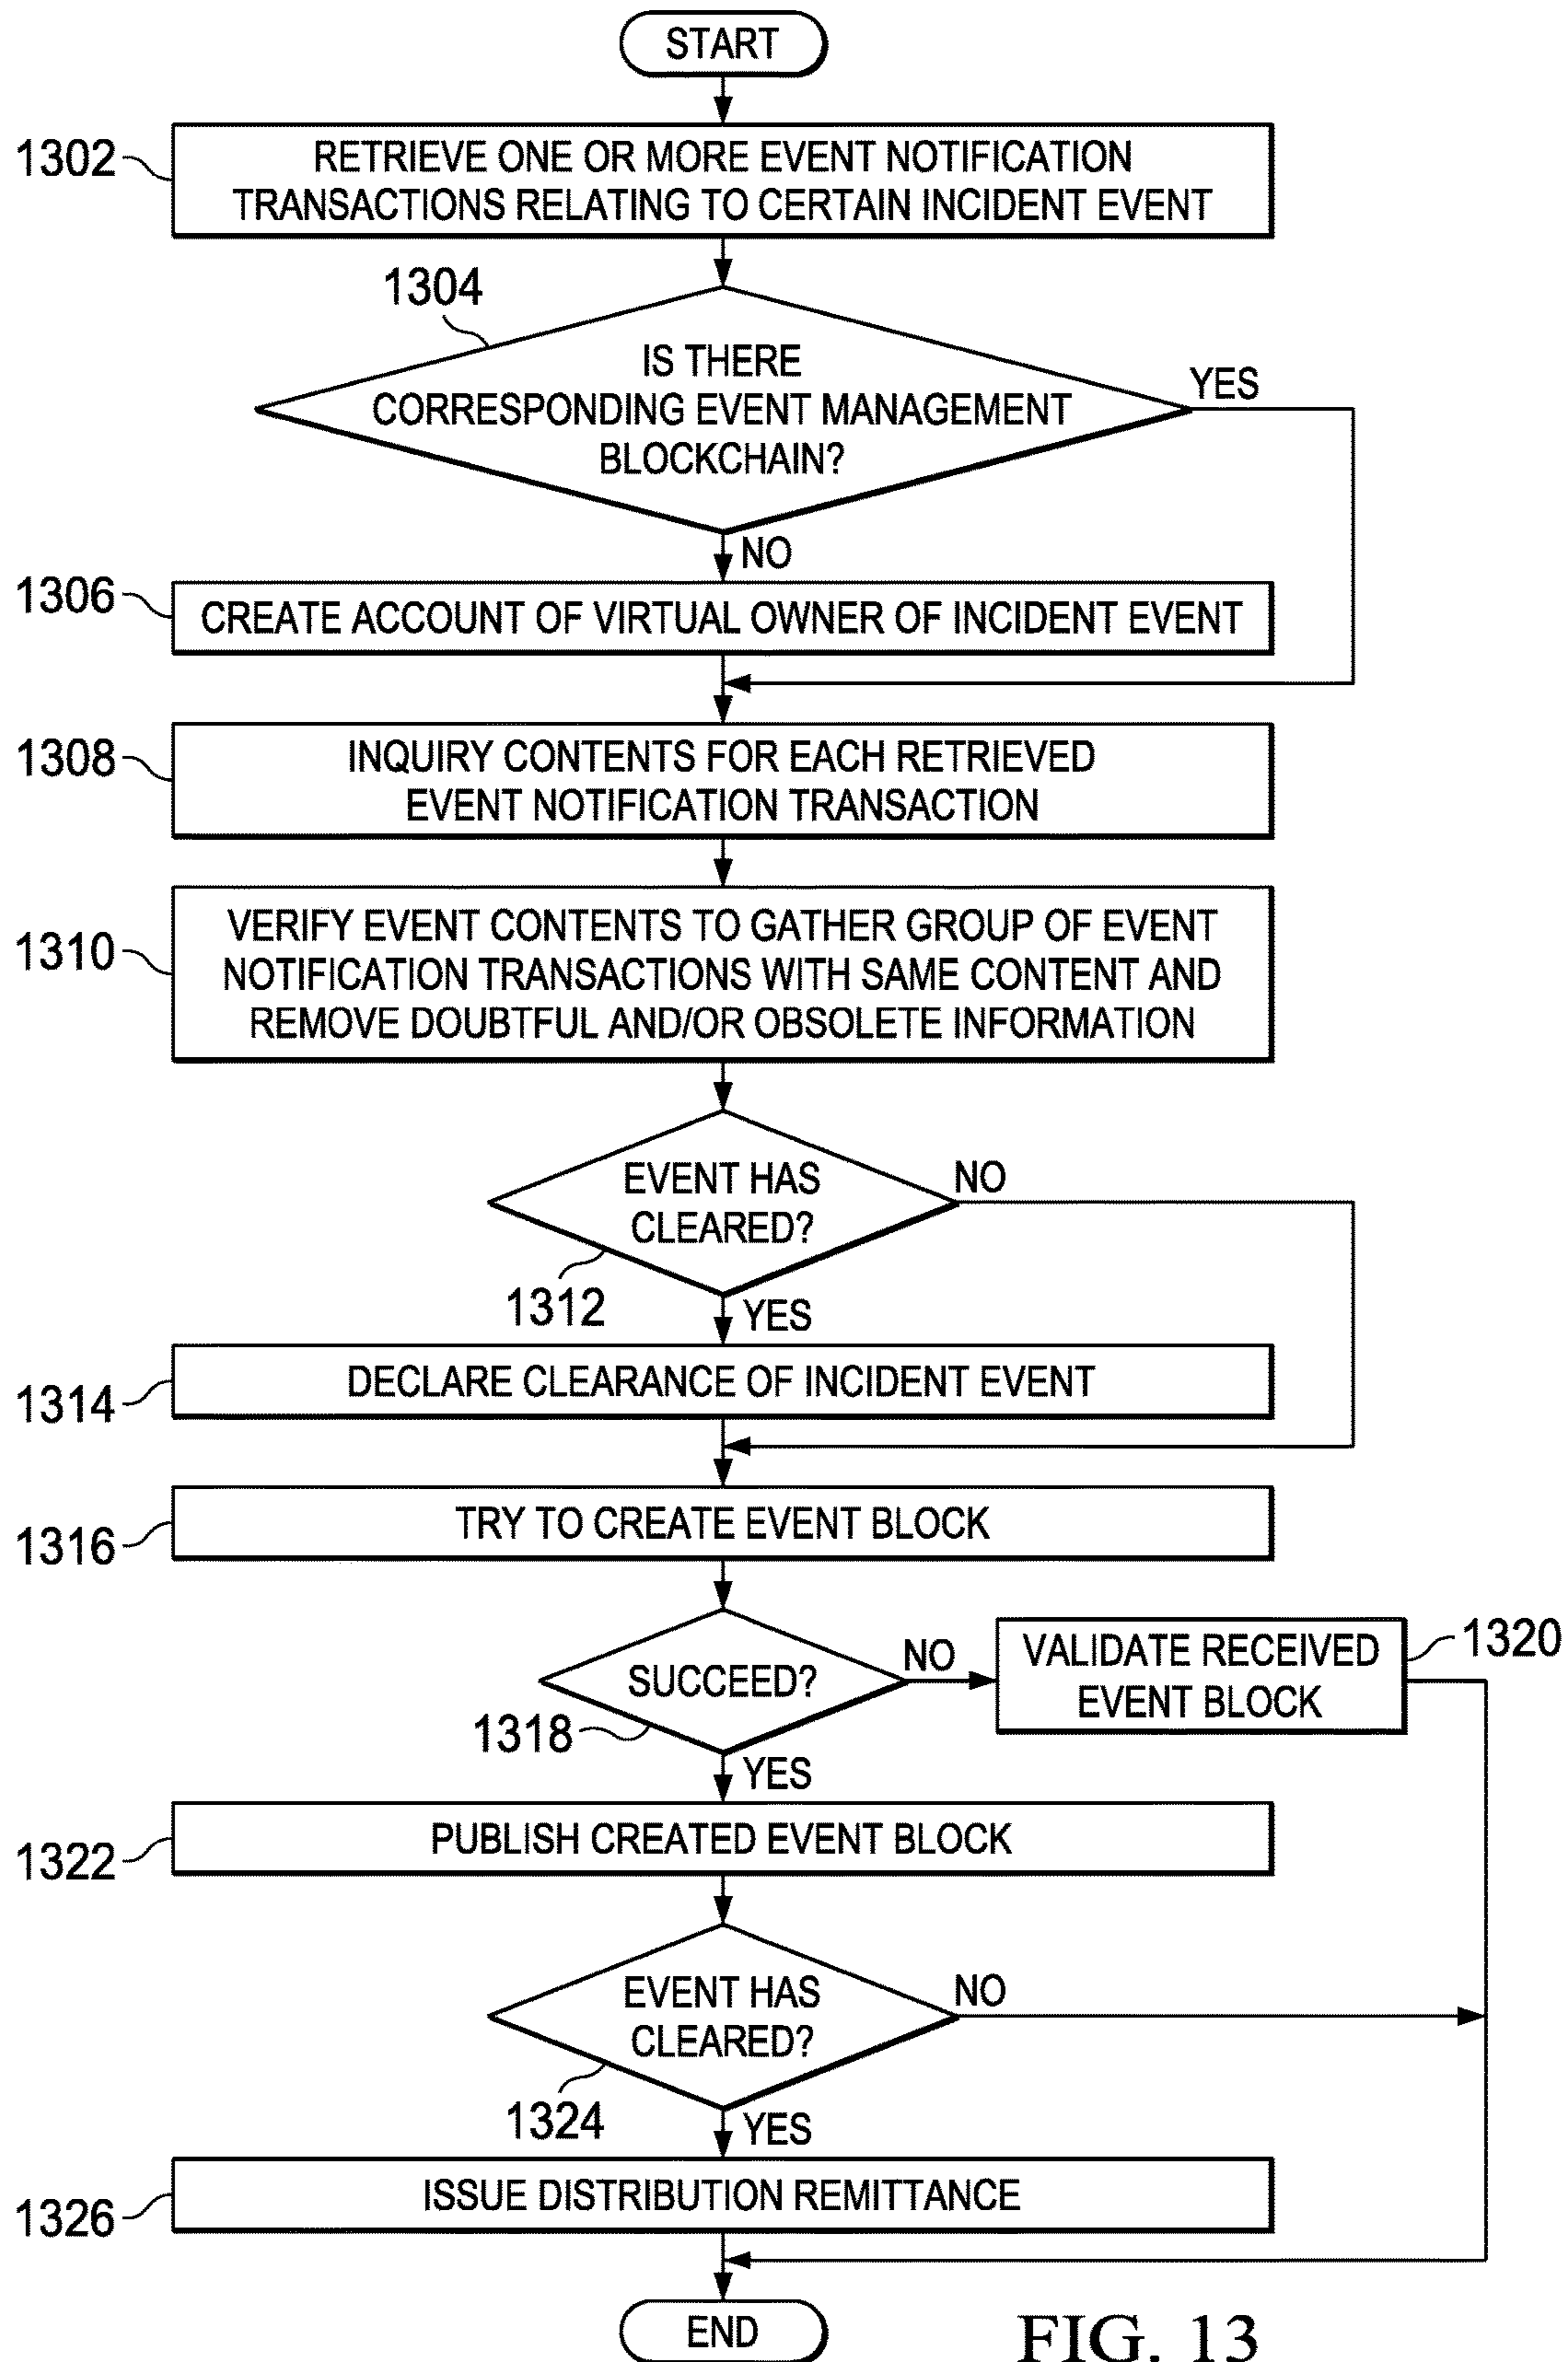 START
1302
RETRIEVE ONE OR MORE EVENT NOTIFICATION
TRANSACTIONS RELATING TO CERTAIN INCIDENT EVENT
1304
IS THERE
CORRESPONDING EVENT MANAGEMENT
BLOCKCHAIN?
YES
NO
1306
CREATE ACCOUNT OF VIRTUAL OWNER OF INCIDENT EVENT
1308
INQUIRY CONTENTS FOR EACH RETRIEVED
EVENT NOTIFICATION TRANSACTION
1310
VERIFY EVENT CONTENTS TO GATHER GROUP OF EVENT
NOTIFICATION TRANSACTIONS WITH SAME CONTENT AND
REMOVE DOUBTFUL AND/OR OBSOLETE INFORMATION
EVENT HAS
CLEARED?
NO
1312
YES
1314
DECLARE CLEARANCE OF INCIDENT EVENT
1316
TRY TO CREATE EVENT BLOCK
SUCCEED?
NO
1318
VALIDATE RECEIVED
EVENT BLOCK
1320
YES
1322
PUBLISH CREATED EVENT BLOCK
EVENT HAS
CLEARED?
NO
1324
YES
1326
ISSUE DISTRIBUTION REMITTANCE
END
FIG. 13